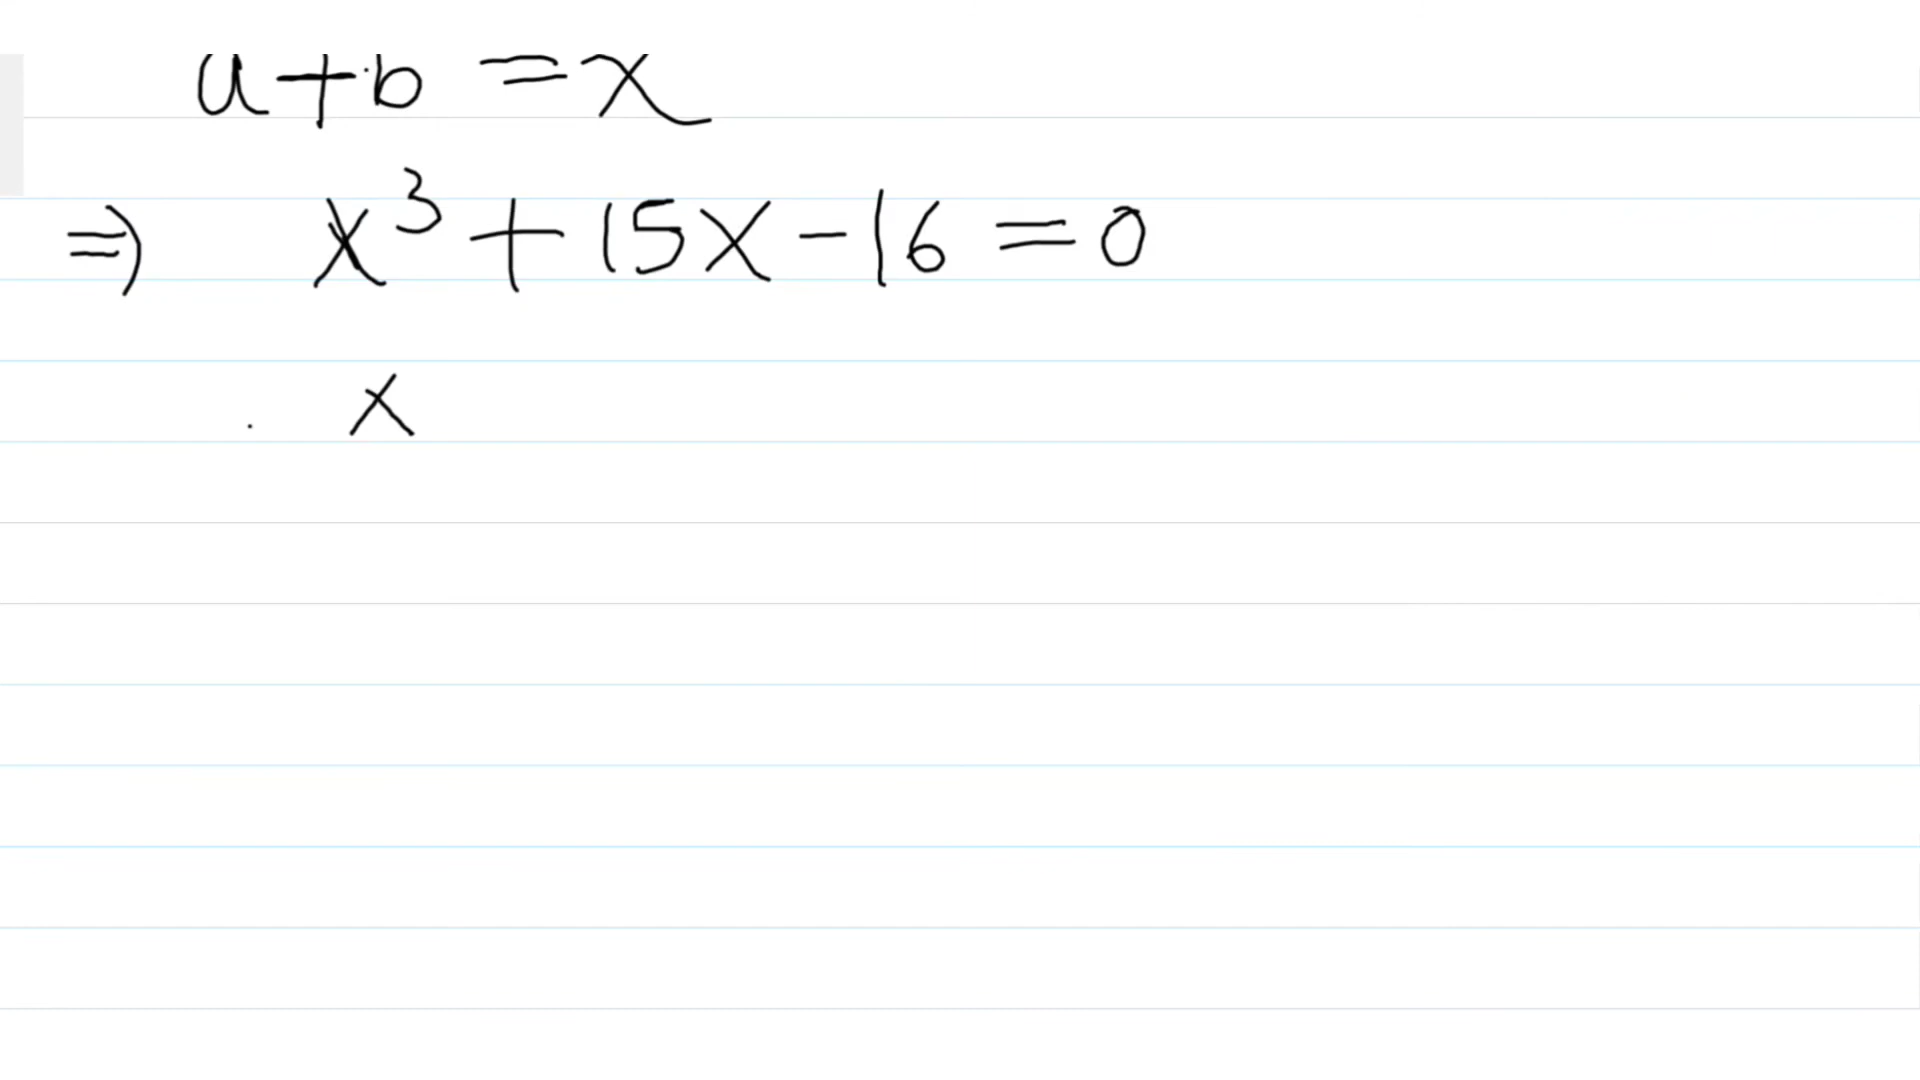 a+b = x
⇒ x³ + 15x - 16 = 0
x